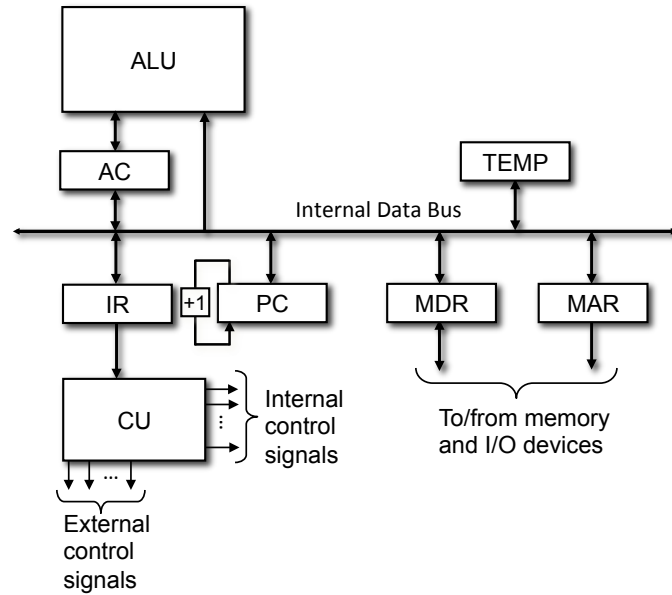 ALU
AC
TEMP
Internal Data Bus
IR
+1
PC
MDR
MAR
CU
...
Internal
control
signals
To/from memory
and I/O devices
...
External
control
signals